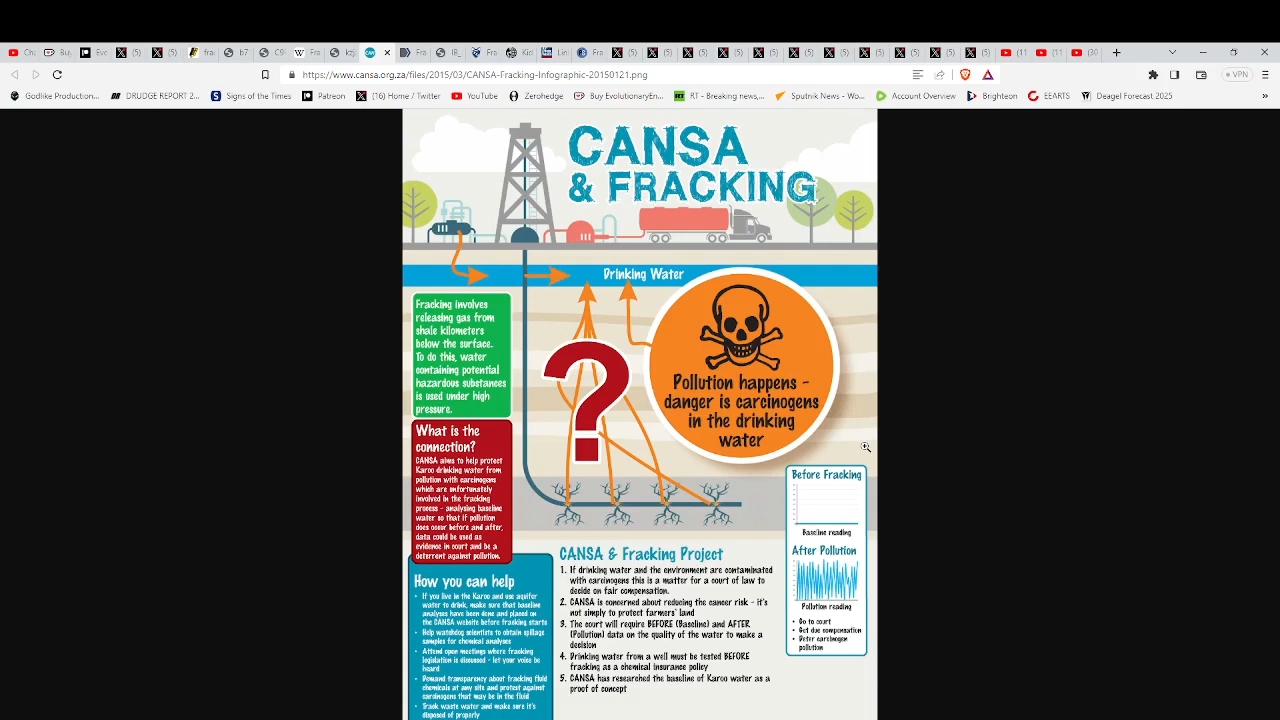 https://www.cansa.org.za/files/2015/03/CANSA-Fracking-Infographic-20150121.png
VPN
Godlike Production...
DRUDGE REPORT 2...
Signs of the Times
Patreon
(16) Home / Twitter
YouTube
Zerohedge
Buy EvolutionaryEn...
RT - Breaking news,...
Sputnik News - Wo...
Account Overview
Brighteon
EEARTS
Deagel Forecast 2025
CANSA
& FRACKING
Drinking Water
Fracking involves
releasing gas from
shale kilometers
below the surface.
To do this, water
containing potential
hazardous substances
is used under high
pressure.
?
Pollution happens -
danger is carcinogens
in the drinking
water
What is the
connection?
CANSA aims to help protect
Karoo drinking water from
pollution with carcinogens
which are unfortunately
involved in the fracking
process - analysing baseline
water so that if pollution
does occur before and after,
data could be used as
evidence in court and be a
deterrent against pollution.
Before Fracking
Baseline reading
After Pollution
Pollution reading
• Go to court
• Get due compensation
• Deter carcinogen
pollution
How you can help
• If you live in the Karoo and use aquifer
water to drink, make sure that baseline
analyses have been done and placed on
the CANSA website before fracking starts
• Help watchdog scientists to obtain spillage
samples for chemical analyses
• Attend open meetings where fracking
legislation is discussed - let your voice be
heard
• Demand transparency about fracking fluid
chemicals at any site and protest against
carcinogens that may be in the fluid
• Track waste water and make sure it's
disposed of properly
CANSA & Fracking Project
1. If drinking water and the environment are contaminated
with carcinogens this is a matter for a court of law to
decide on fair compensation.
2. CANSA is concerned about reducing the cancer risk - it's
not simply to protect farmers' land
3. The court will require BEFORE (Baseline) and AFTER
(Pollution) data on the quality of the water to make a
decision
4. Drinking water from a well must be tested BEFORE
fracking as a chemical insurance policy
5. CANSA has researched the baseline of Karoo water as a
proof of concept